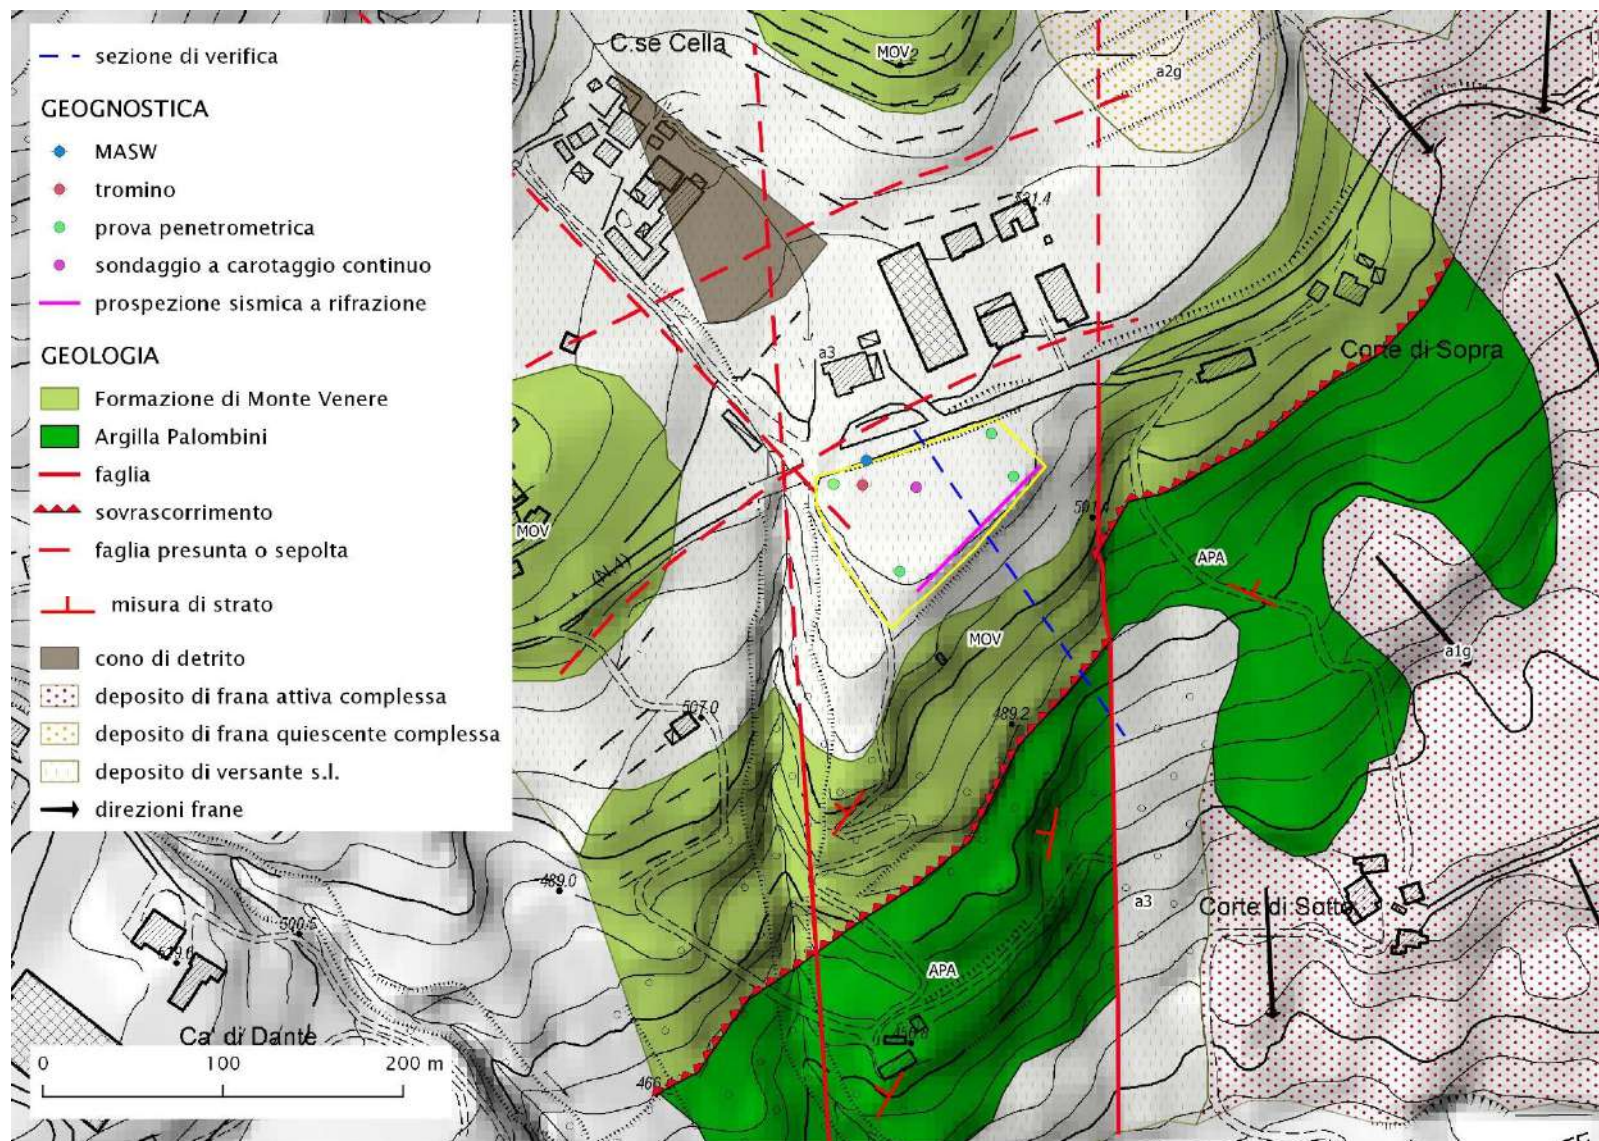 sezione di verifica
GEOGNOSTICA
MASW
tromino
prova penetrometrica
sondaggio a carotaggio continuo
prospezione sismica a rifrazione
GEOLOGIA
Formazione di Monte Venere
Argilla Palombini
faglia
sovrascorrimento
faglia presunta o sepolta
misura di strato
cono di detrito
deposito di frana attiva complessa
deposito di frana quiescente complessa
deposito di versante s.l.
direzioni frane
C.se Cella
MOV
a2g
a3
Corte di Sopra
MOV
APA
MOV
a1g
507.0
489.2
489.0
500.5
a3
Corte di Sotto
APA
Ca' di Dante
0 100 200 m